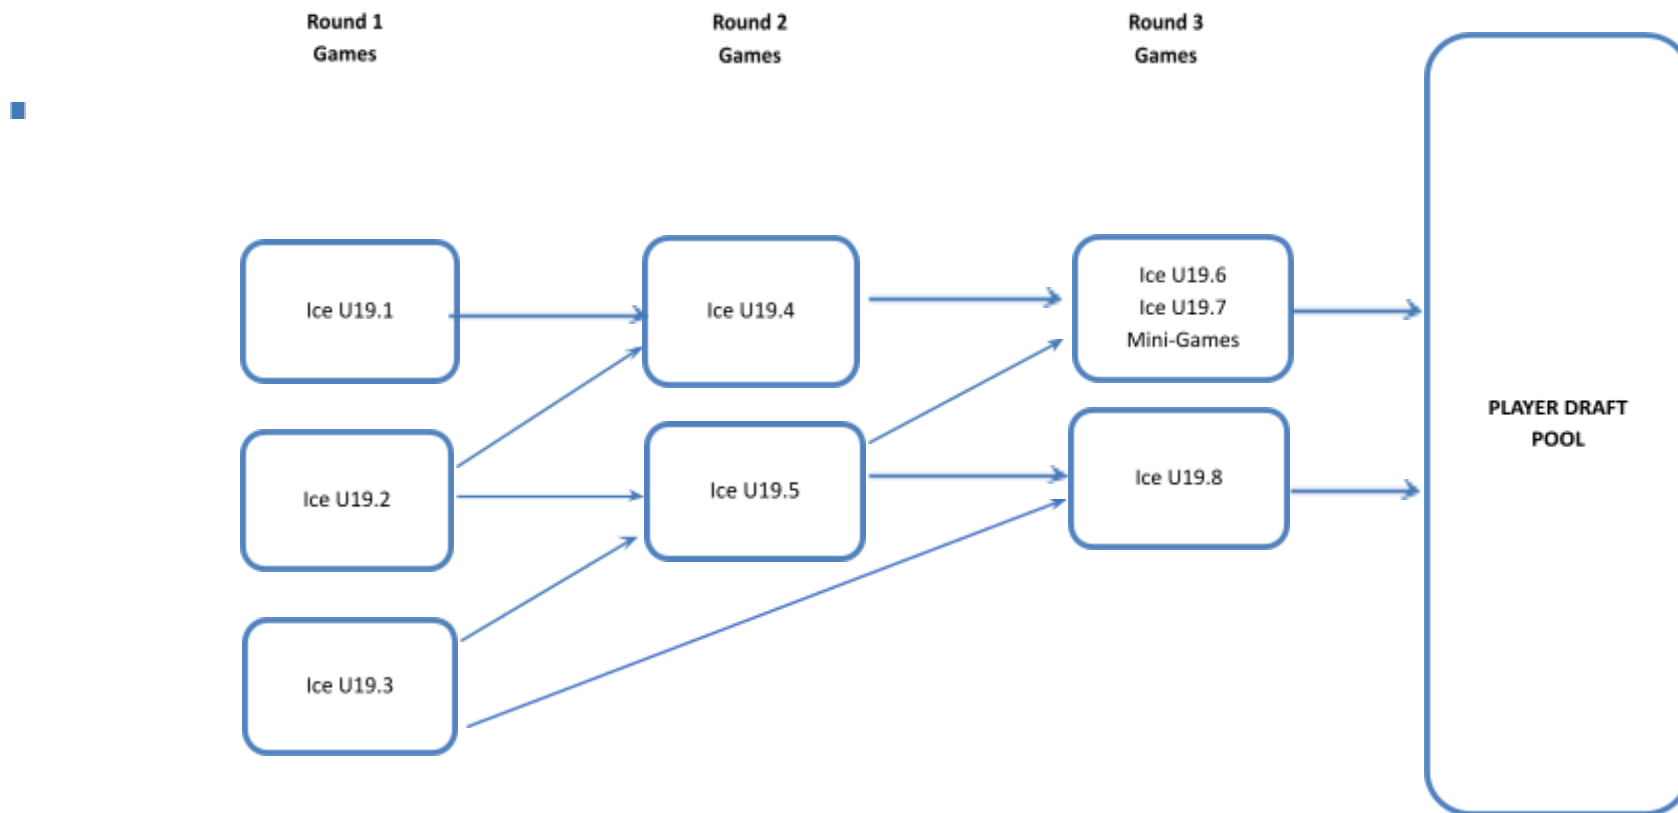 Round 1
Games
Round 2
Games
Round 3
Games
Ice U19.1
Ice U19.4
Ice U19.6
Ice U19.7
Mini-Games
Ice U19.2
Ice U19.5
Ice U19.8
Ice U19.3
PLAYER DRAFT
POOL